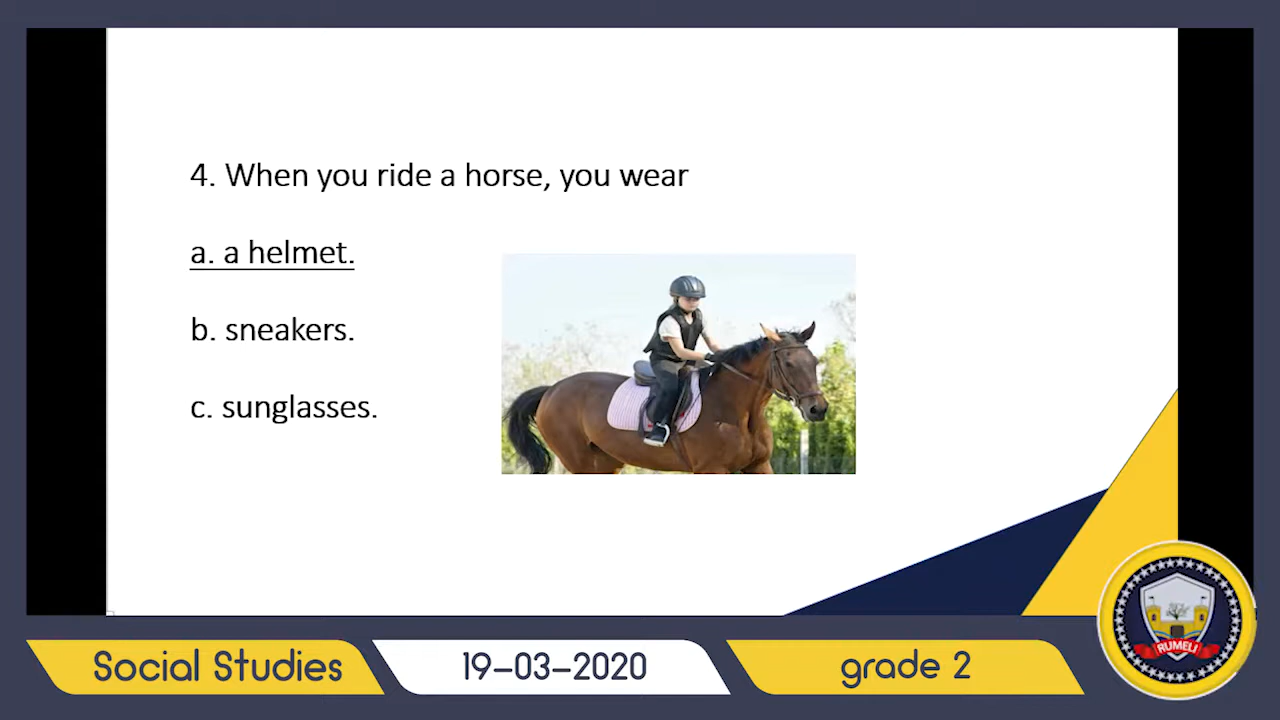 4. When you ride a horse, you wear
a. a helmet.
b. sneakers.
c. sunglasses.
RUMELI
Social Studies
19-03-2020
grade 2